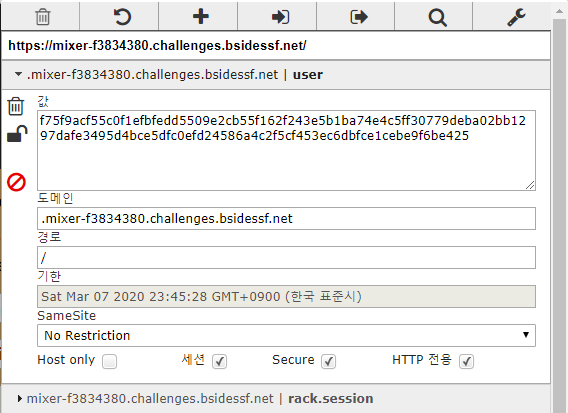 https://mixer-f3834380.challenges.bsidessf.net/
.mixer-f3834380.challenges.bsidessf.net | user
값
f75f9acf55c0f1efbfedd5509e2cb55f162f243e5b1ba74e4c5ff30779deba02bb12
97dafe3495d4bce5dfc0efd24586a4c2f5cf453ec6dbfce1cebe9f6be425
도메인
.mixer-f3834380.challenges.bsidessf.net
경로
/
기한
Sat Mar 07 2020 23:45:28 GMT+0900 (한국 표준시)
SameSite
No Restriction
Host only 세션 Secure HTTP 전용
mixer-f3834380.challenges.bsidessf.net | rack.session